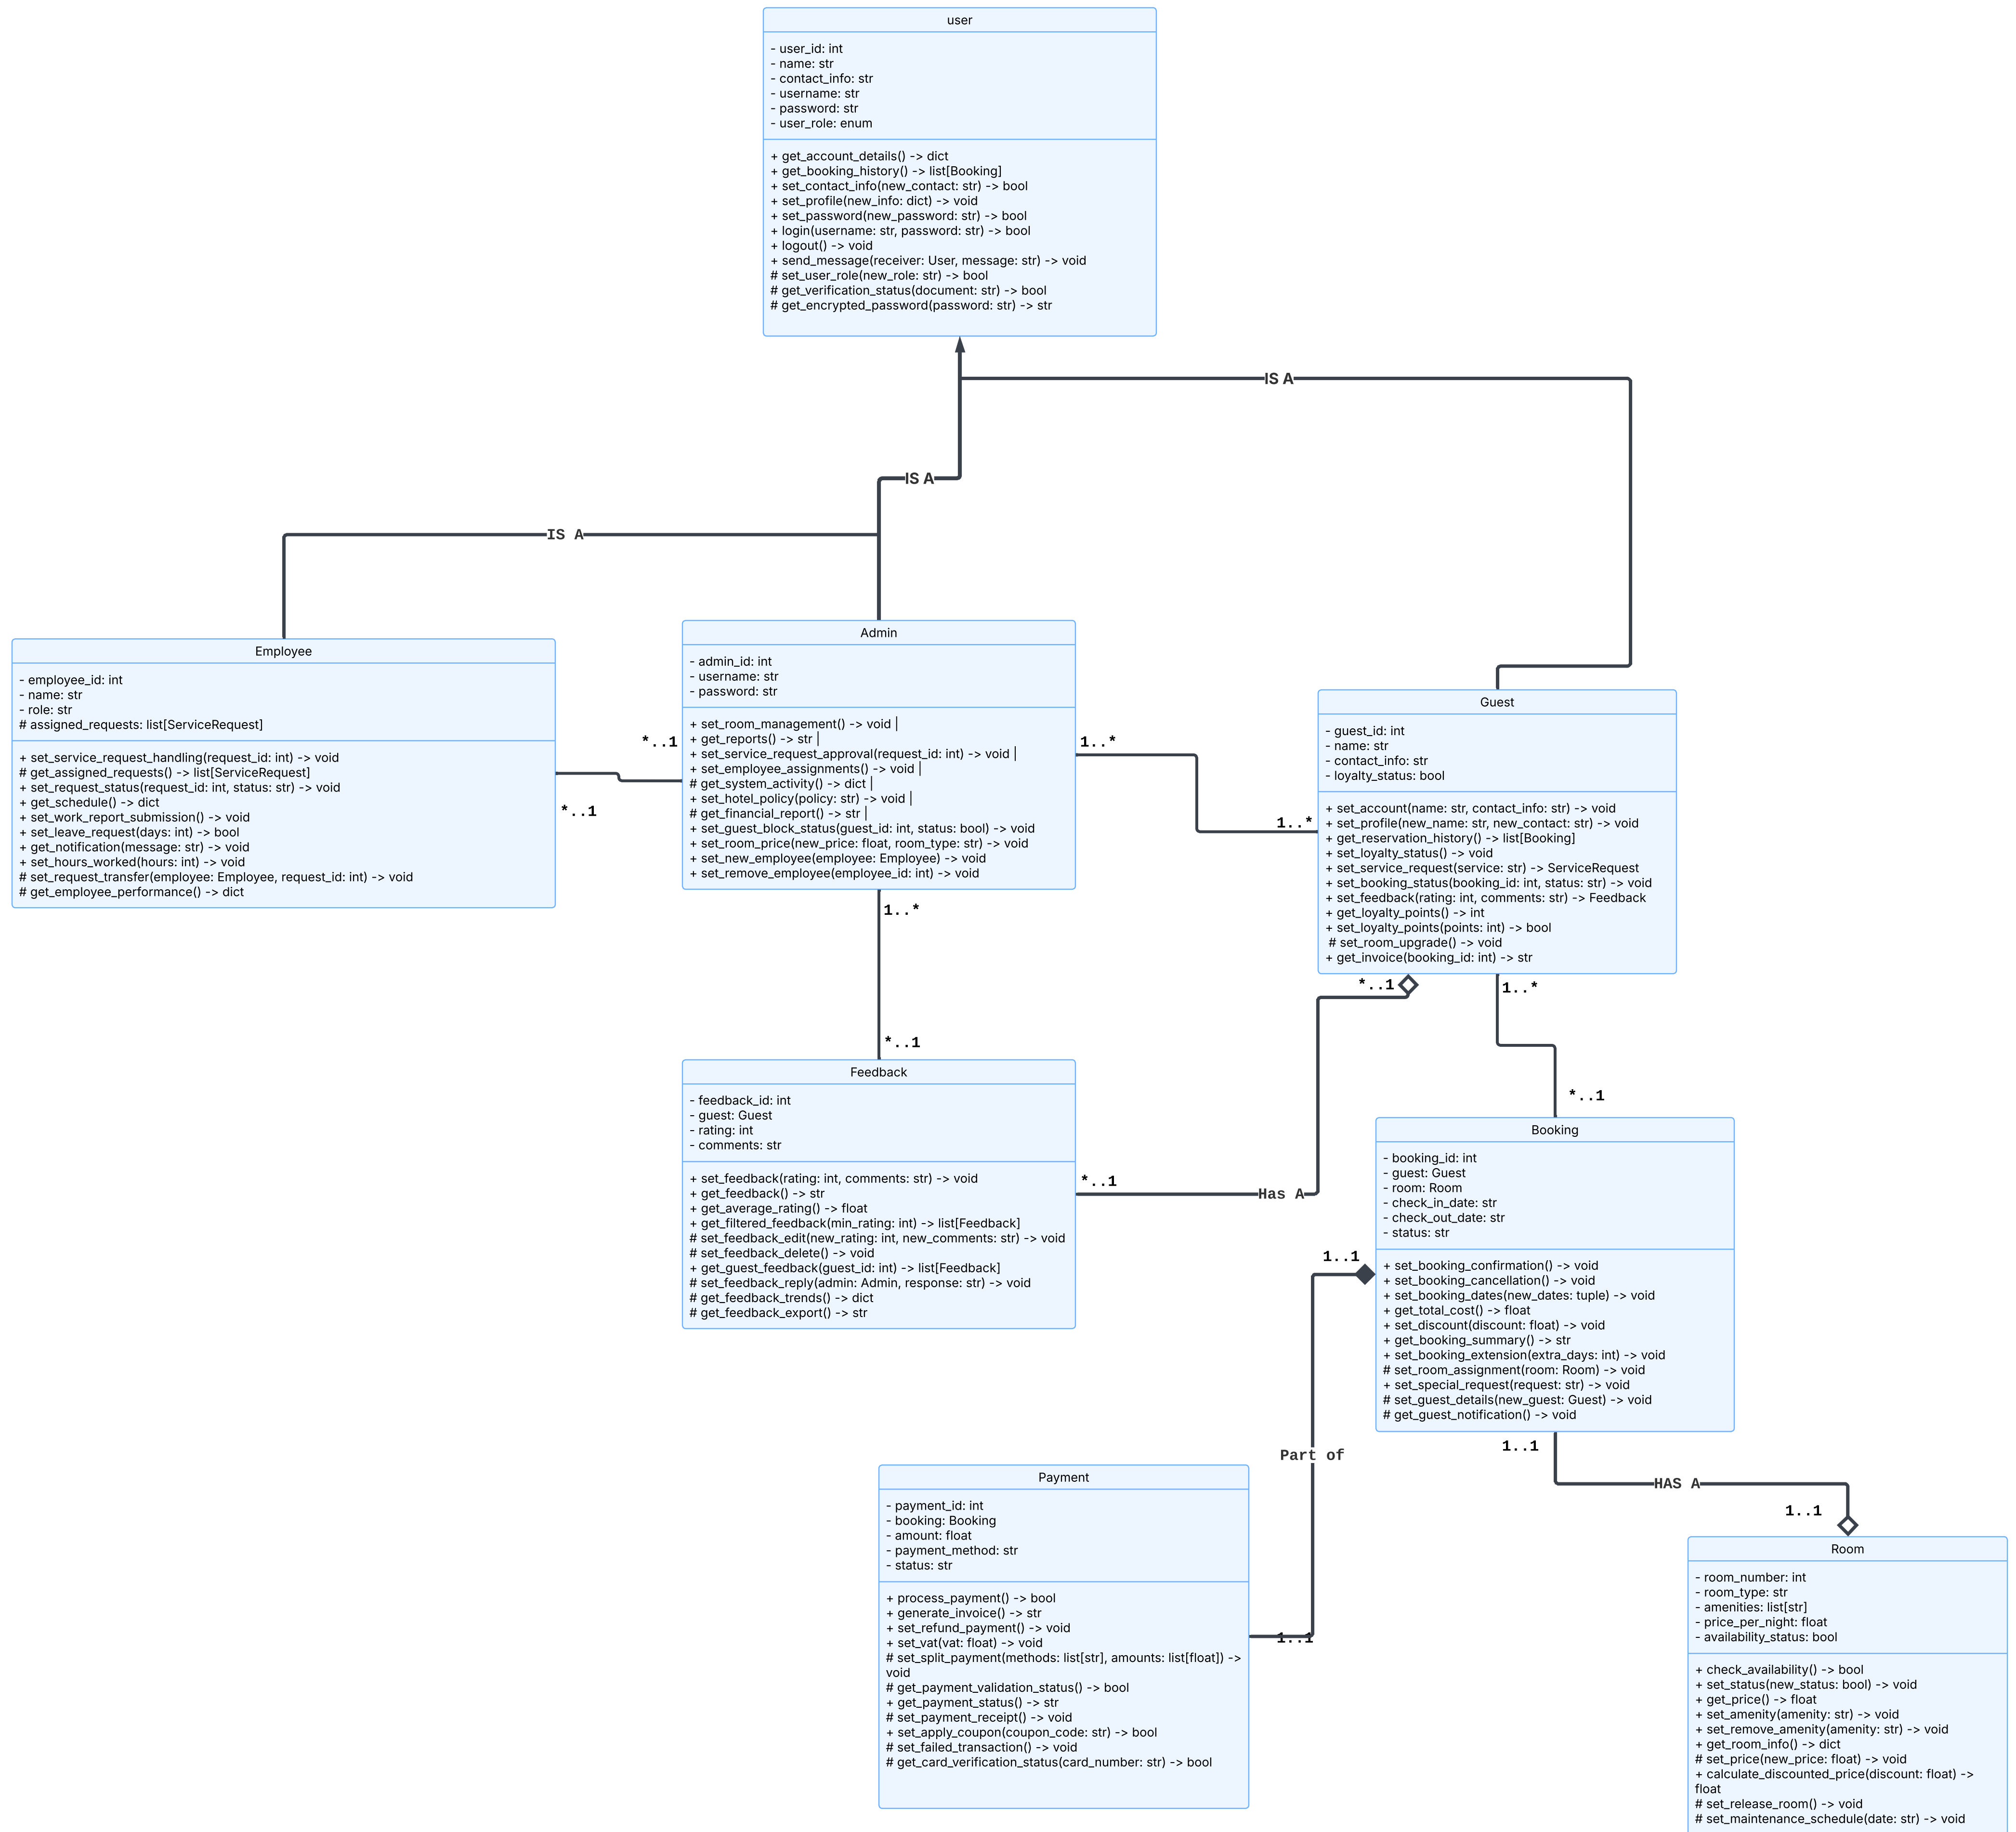 user
- user_id: int
- name: str
- contact_info: str
- username: str
- password: str
- user_role: enum
+ get_account_details() -> dict
+ get_booking_history() -> list[Booking]
+ set_contact_info(new_contact: str) -> bool
+ set_profile(new_info: dict) -> void
+ set_password(new_password: str) -> bool
+ login(username: str, password: str) -> bool
+ logout() -> void
+ send_message(receiver: User, message: str) -> void
# set_user_role(new_role: str) -> bool
# get_verification_status(document: str) -> bool
# get_encrypted_password(password: str) -> str
IS A
IS A
IS A
Employee
- employee_id: int
- name: str
- role: str
# assigned_requests: list[ServiceRequest]
+ set_service_request_handling(request_id: int) -> void
# get_assigned_requests() -> list[ServiceRequest]
+ set_request_status(request_id: int, status: str) -> void
+ get_schedule() -> dict
+ set_work_report_submission() -> void
+ set_leave_request(days: int) -> bool
+ get_notification(message: str) -> void
+ set_hours_worked(hours: int) -> void
# set_request_transfer(employee: Employee, request_id: int) -> void
# get_employee_performance() -> dict
*..1
*..1
Admin
- admin_id: int
- username: str
- password: str
+ set_room_management() -> void |
+ get_reports() -> str |
+ set_service_request_approval(request_id: int) -> void |
+ set_employee_assignments() -> void |
# get_system_activity() -> dict |
+ set_hotel_policy(policy: str) -> void |
# get_financial_report() -> str |
+ set_guest_block_status(guest_id: int, status: bool) -> void
+ set_room_price(new_price: float, room_type: str) -> void
+ set_new_employee(employee: Employee) -> void
+ set_remove_employee(employee_id: int) -> void
1..*
1..*
Guest
- guest_id: int
- name: str
- contact_info: str
- loyalty_status: bool
+ set_account(name: str, contact_info: str) -> void
+ set_profile(new_name: str, new_contact: str) -> void
+ get_reservation_history() -> list[Booking]
+ set_loyalty_status() -> void
+ set_service_request(service: str) -> ServiceRequest
+ set_booking_status(booking_id: int, status: str) -> void
+ set_feedback(rating: int, comments: str) -> Feedback
+ get_loyalty_points() -> int
+ set_loyalty_points(points: int) -> bool
# set_room_upgrade() -> void
+ get_invoice(booking_id: int) -> str
1..*
*..1
*..1
1..*
*..1
Feedback
- feedback_id: int
- guest: Guest
- rating: int
- comments: str
+ set_feedback(rating: int, comments: str) -> void
+ get_feedback() -> str
+ get_average_rating() -> float
+ get_filtered_feedback(min_rating: int) -> list[Feedback]
# set_feedback_edit(new_rating: int, new_comments: str) -> void
# set_feedback_delete() -> void
+ get_guest_feedback(guest_id: int) -> list[Feedback]
# set_feedback_reply(admin: Admin, response: str) -> void
# get_feedback_trends() -> dict
# get_feedback_export() -> str
*..1
Has A
Booking
- booking_id: int
- guest: Guest
- room: Room
- check_in_date: str
- check_out_date: str
- status: str
+ set_booking_confirmation() -> void
+ set_booking_cancellation() -> void
+ set_booking_dates(new_dates: tuple) -> void
+ get_total_cost() -> float
+ set_discount(discount: float) -> void
+ get_booking_summary() -> str
+ set_booking_extension(extra_days: int) -> void
# set_room_assignment(room: Room) -> void
+ set_special_request(request: str) -> void
# set_guest_details(new_guest: Guest) -> void
# get_guest_notification() -> void
1..1
Part of
1..1
1..1
HAS A
1..1
Payment
- payment_id: int
- booking: Booking
- amount: float
- payment_method: str
- status: str
+ process_payment() -> bool
+ generate_invoice() -> str
+ set_refund_payment() -> void
+ set_vat(vat: float) -> void
# set_split_payment(methods: list[str], amounts: list[float]) ->
void
# get_payment_validation_status() -> bool
+ get_payment_status() -> str
# set_payment_receipt() -> void
+ set_apply_coupon(coupon_code: str) -> bool
# set_failed_transaction() -> void
# get_card_verification_status(card_number: str) -> bool
Room
- room_number: int
- room_type: str
- amenities: list[str]
- price_per_night: float
- availability_status: bool
+ check_availability() -> bool
+ set_status(new_status: bool) -> void
+ get_price() -> float
+ set_amenity(amenity: str) -> void
+ set_remove_amenity(amenity: str) -> void
+ get_room_info() -> dict
# set_price(new_price: float) -> void
+ calculate_discounted_price(discount: float) ->
float
# set_release_room() -> void
# set_maintenance_schedule(date: str) -> void